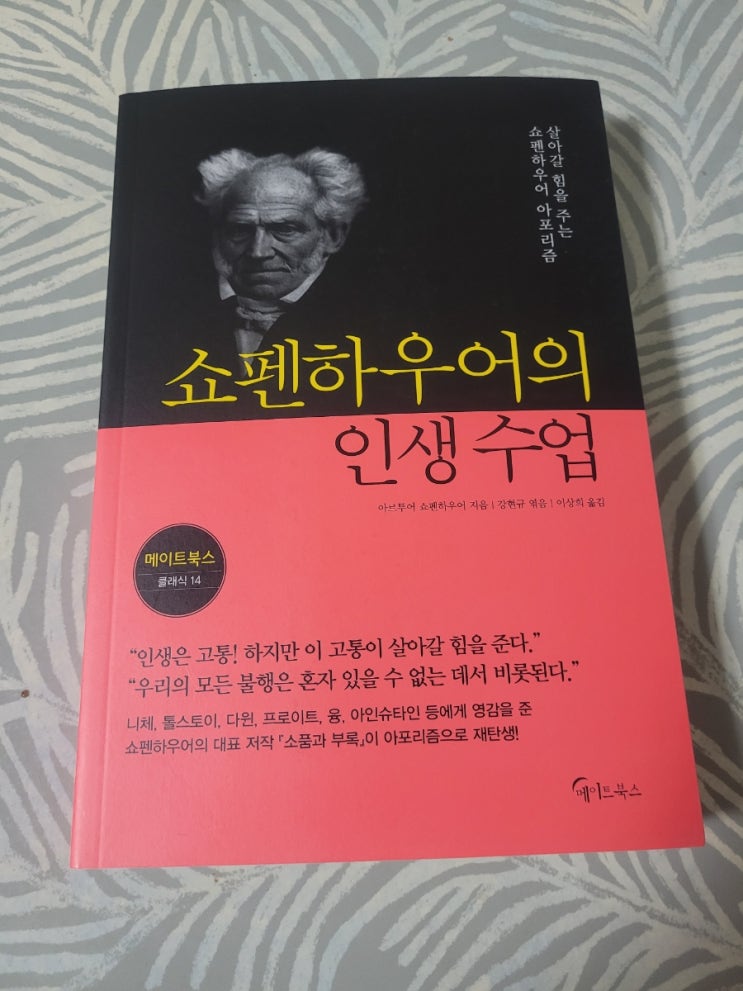 살아갈 힘을 주는
쇼펜하우어 아포리즘
쇼펜하우어의
인생 수업
아르투어 쇼펜하우어 지음 | 강현규 엮음 | 이상희 옮김
메이트북스
클래식 14
“인생은 고통! 하지만 이 고통이 살아갈 힘을 준다.”
“우리의 모든 불행은 혼자 있을 수 없는 데서 비롯된다.”
니체, 톨스토이, 다윈, 프로이트, 융, 아인슈타인 등에게 영감을 준
쇼펜하우어의 대표 저작 『소품과 부록』이 아포리즘으로 재탄생!
메이트북스